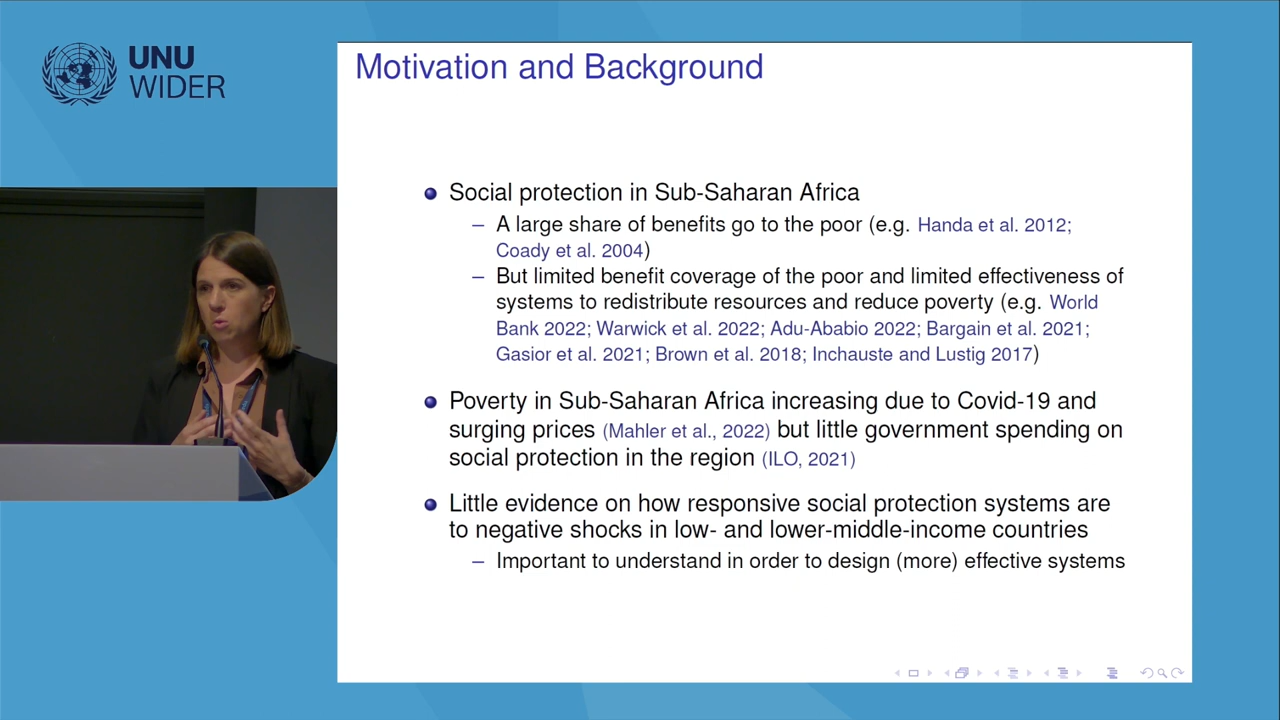 UNU
WIDER
Motivation and Background
Social protection in Sub-Saharan Africa
– A large share of benefits go to the poor (e.g. Handa et al. 2012;
Coady et al. 2004)
– But limited benefit coverage of the poor and limited effectiveness of
systems to redistribute resources and reduce poverty (e.g. World
Bank 2022; Warwick et al. 2022; Adu-Ababio 2022; Bargain et al. 2021;
Gasior et al. 2021; Brown et al. 2018; Inchauste and Lustig 2017)
Poverty in Sub-Saharan Africa increasing due to Covid-19 and
surging prices (Mahler et al., 2022) but little government spending on
social protection in the region (ILO, 2021)
Little evidence on how responsive social protection systems are
to negative shocks in low- and lower-middle-income countries
– Important to understand in order to design (more) effective systems